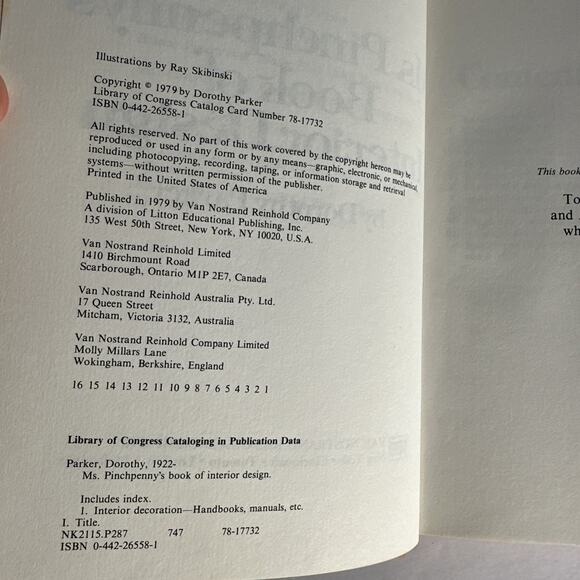 Illustrations by Ray Skibinski
Copyright © 1979 by Dorothy Parker
Library of Congress Catalog Card Number 78-17732
ISBN 0-442-26558-1
All rights reserved. No part of this work covered by the copyright hereon may be
reproduced or used in any form or by any means—graphic, electronic, or mechanical,
including photocopying, recording, taping, or information storage and retrieval
systems—without written permission of the publisher.
Printed in the United States of America
Published in 1979 by Van Nostrand Reinhold Company
A division of Litton Educational Publishing, Inc.
135 West 50th Street, New York, NY 10020, U.S.A.
Van Nostrand Reinhold Limited
1410 Birchmount Road
Scarborough, Ontario M1P 2E7, Canada
Van Nostrand Reinhold Australia Pty. Ltd.
17 Queen Street
Mitcham, Victoria 3132, Australia
Van Nostrand Reinhold Company Limited
Molly Millars Lane
Wokingham, Berkshire, England
16 15 14 13 12 11 10 9 8 7 6 5 4 3 2 1
Library of Congress Cataloging in Publication Data
Parker, Dorothy, 1922-
Ms. Pinchpenny's book of interior design.
Includes index.
1. Interior decoration—Handbooks, manuals, etc.
I. Title.
NK2115.P287 747 78-17732
ISBN 0-442-26558-1
This book
To
and
wh